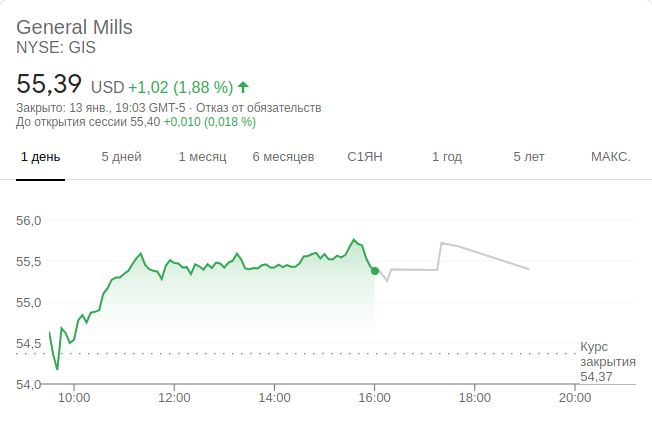 General Mills
NYSE: GIS
55,39 USD +1,02 (1,88 %)
Закрыто: 13 янв., 19:03 GMT-5 · Отказ от обязательств
До открытия сессии 55,40 +0,010 (0,018 %)
1 день 5 дней 1 месяц 6 месяцев С1ЯН 1 год 5 лет МАКС.
56,0
55,5
55,0
54,5
54,0
Курс
закрытия
54,37
10:00 12:00 14:00 16:00 18:00 20:00